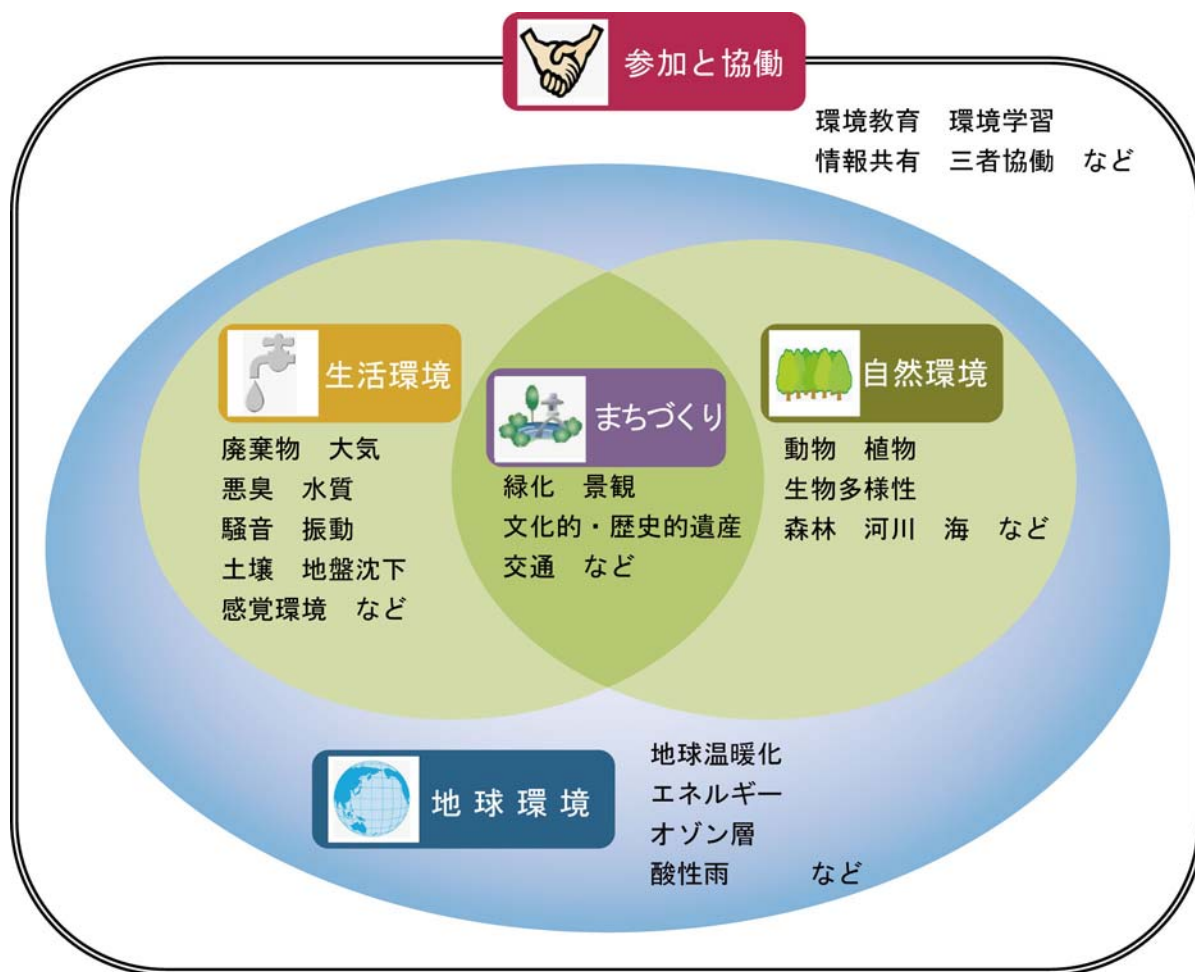 参加と協働
環境教育　環境学習
情報共有　三者協働　など
生活環境
廃棄物　大気
悪臭　水質
騒音　振動
土壌　地盤沈下
感覚環境　など
まちづくり
緑化　景観
文化的・歴史的遺産
交通　など
自然環境
動物　植物
生物多様性
森林　河川　海　など
地球環境
地球温暖化
エネルギー
オゾン層
酸性雨　　　など